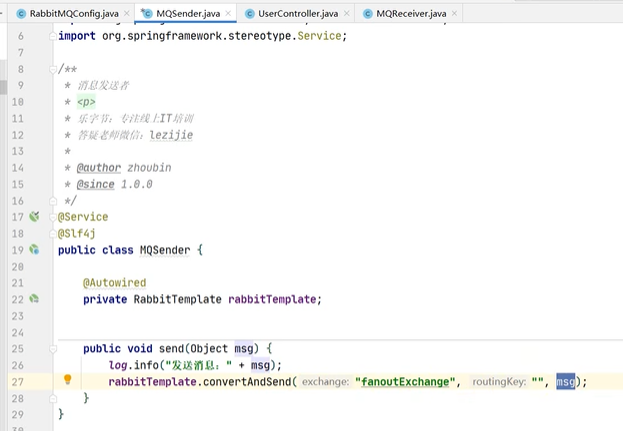 RabbitMQConfig.java × MQSender.java × UserController.java × MQReceiver.java ×
6 import org.springframework.stereotype.Service;
7
8 /**
9 * 消息发送者
10 * <p>
11 * 乐字节：专注线上IT培训
12 * 答疑老师微信：lezijie
13 *
14 * @author zhoubin
15 * @since 1.0.0
16 */
17 @Service
18 @Slf4j
19 public class MQSender {
20
21 @Autowired
22 private RabbitTemplate rabbitTemplate;
23
24
25 public void send(Object msg) {
26 log.info("发送消息：" + msg);
27 rabbitTemplate.convertAndSend( exchange: "fanoutExchange", routingKey: "", msg);
28 }
29 }
30